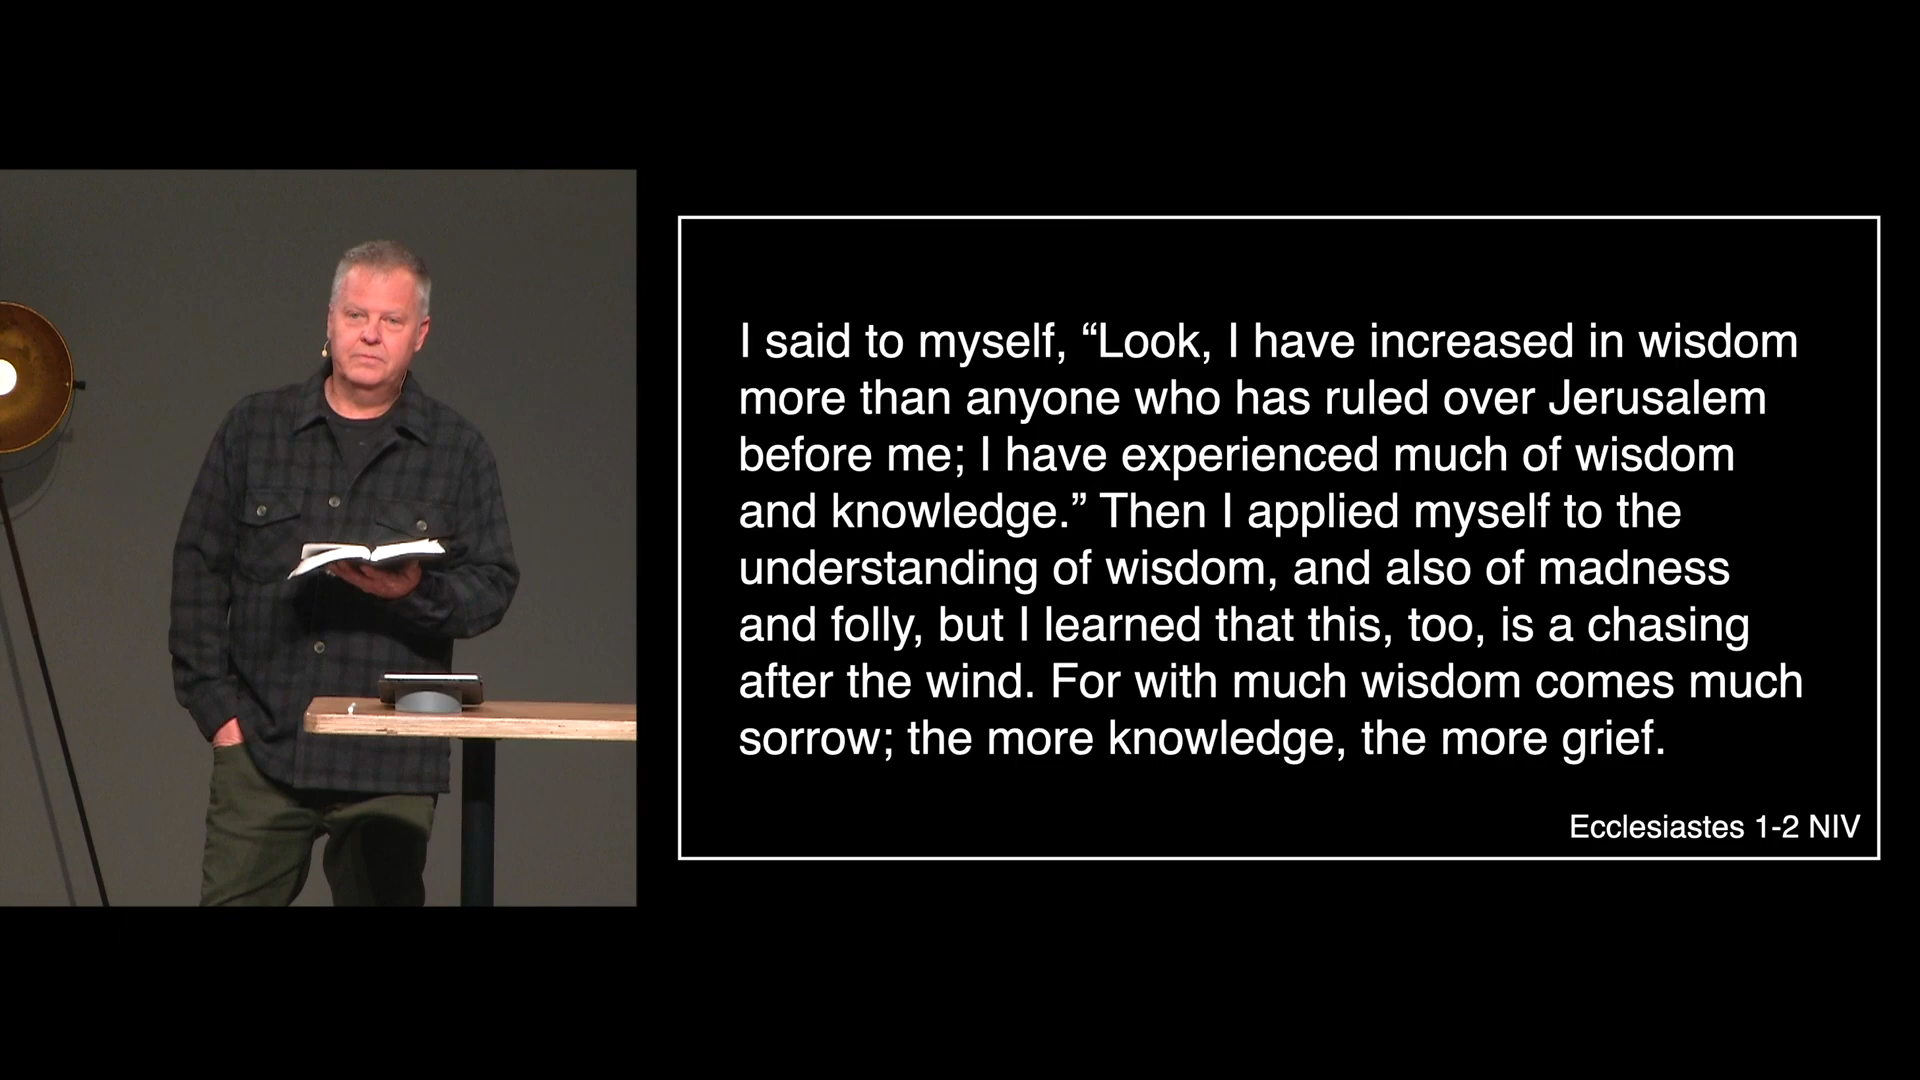 I said to myself, “Look, I have increased in wisdom
more than anyone who has ruled over Jerusalem
before me; I have experienced much of wisdom
and knowledge.” Then I applied myself to the
understanding of wisdom, and also of madness
and folly, but I learned that this, too, is a chasing
after the wind. For with much wisdom comes much
sorrow; the more knowledge, the more grief.
Ecclesiastes 1-2 NIV